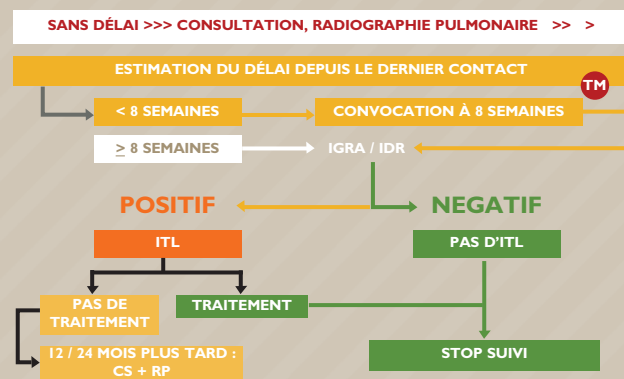 SANS DÉLAI >>> CONSULTATION, RADIOGRAPHIE PULMONAIRE >> >
ESTIMATION DU DÉLAI DEPUIS LE DERNIER CONTACT
TM
< 8 SEMAINES
CONVOCATION À 8 SEMAINES
≥ 8 SEMAINES
IGRA / IDR
POSITIF
NEGATIF
ITL
PAS D'ITL
PAS DE
TRAITEMENT
TRAITEMENT
12 / 24 MOIS PLUS TARD :
CS + RP
STOP SUIVI